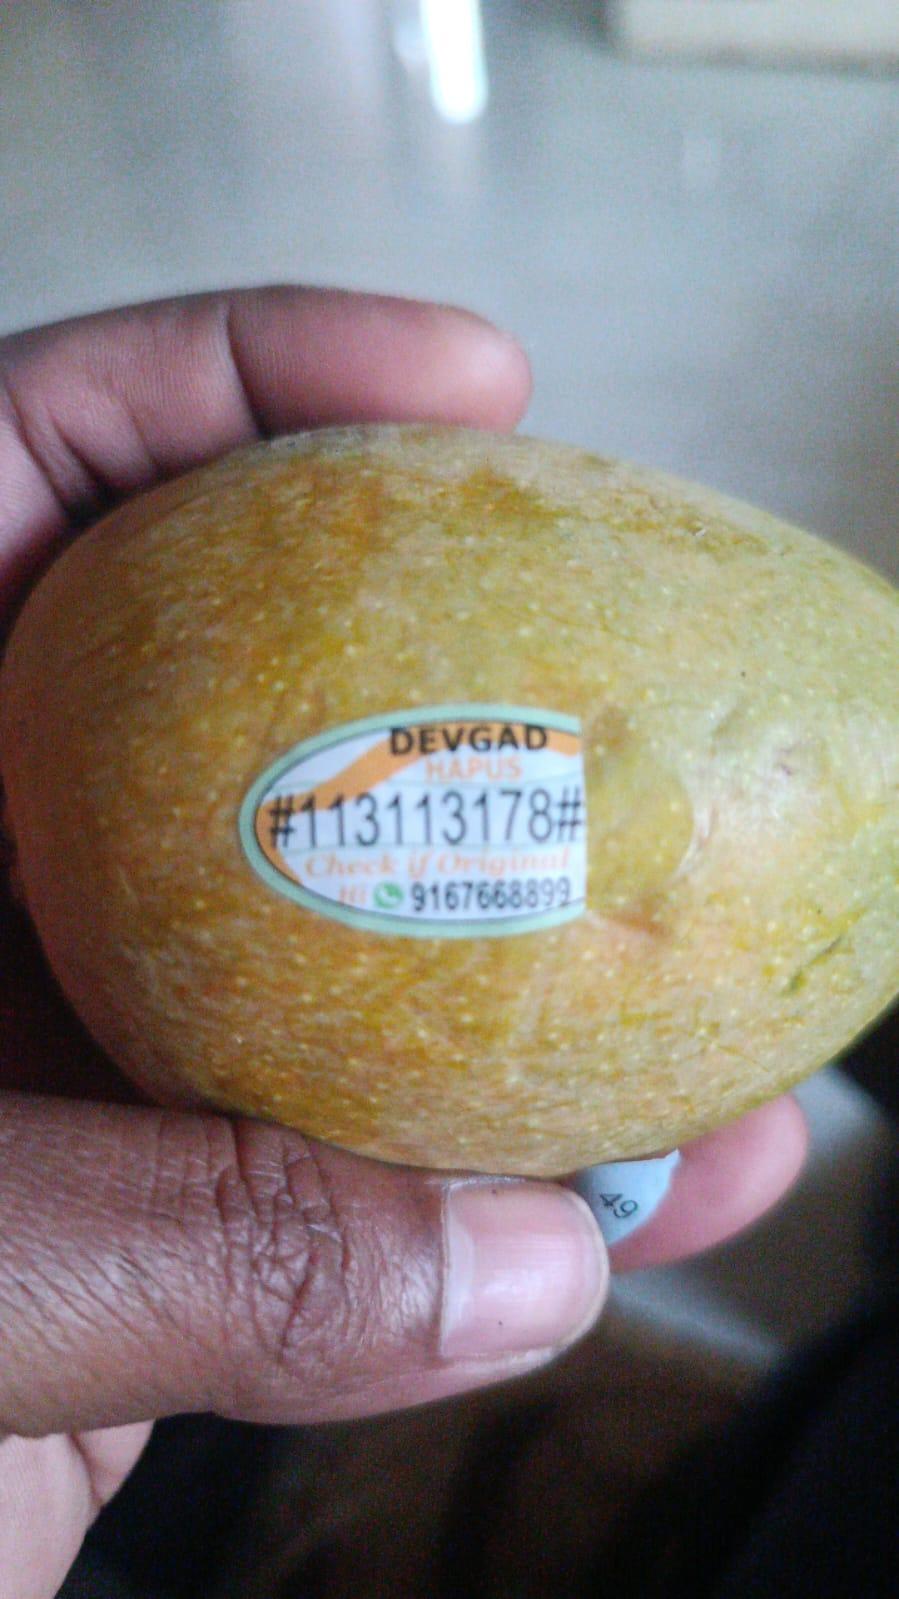 DEVGAD
HAPUS
#113113178#
Check if Original
9167668899
49